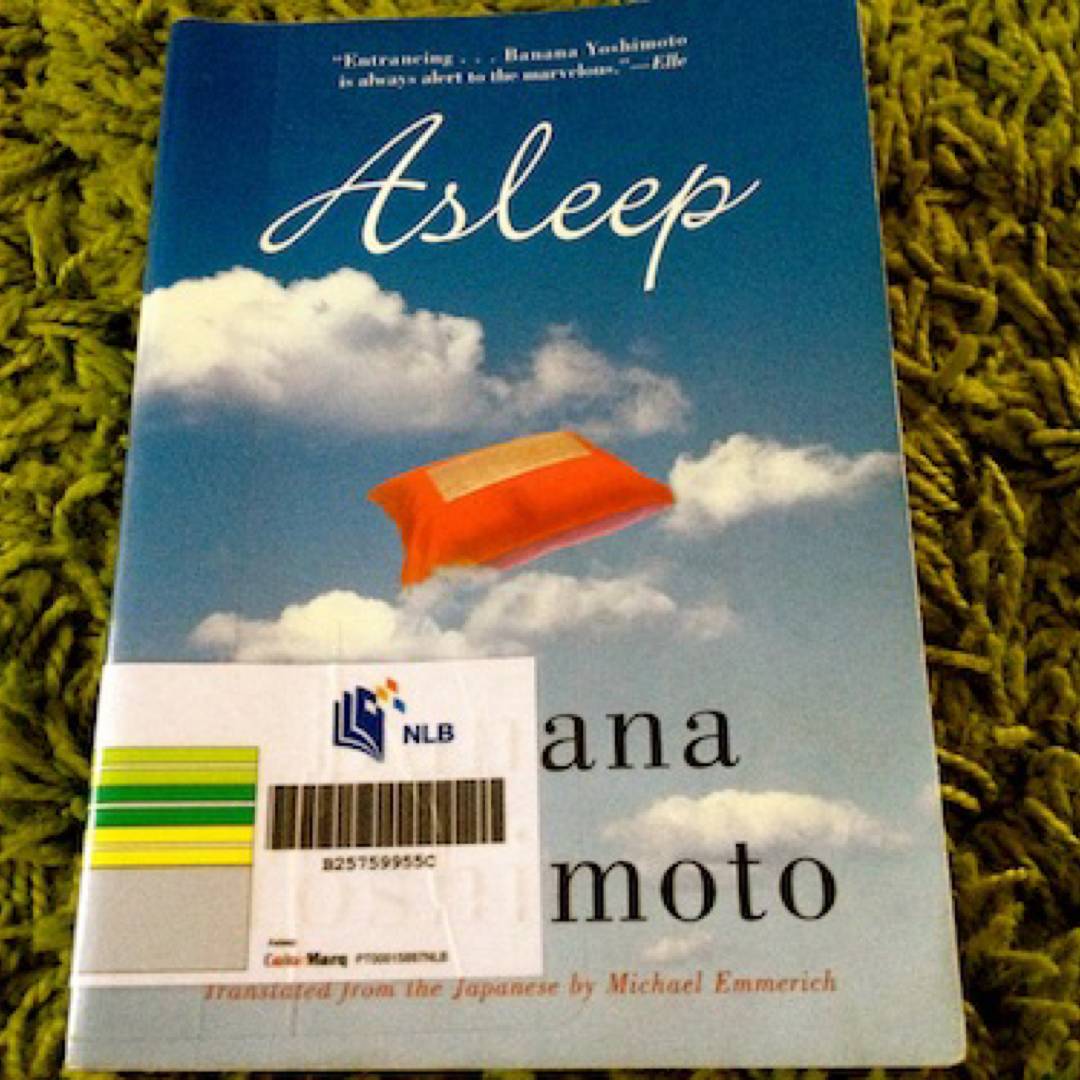 "Entrancing . . . Banana Yoshimoto
is always alert to the marvelous."—Elle
Asleep
NLB
ana
B25759955C
moto
Translated from the Japanese by Michael Emmerich